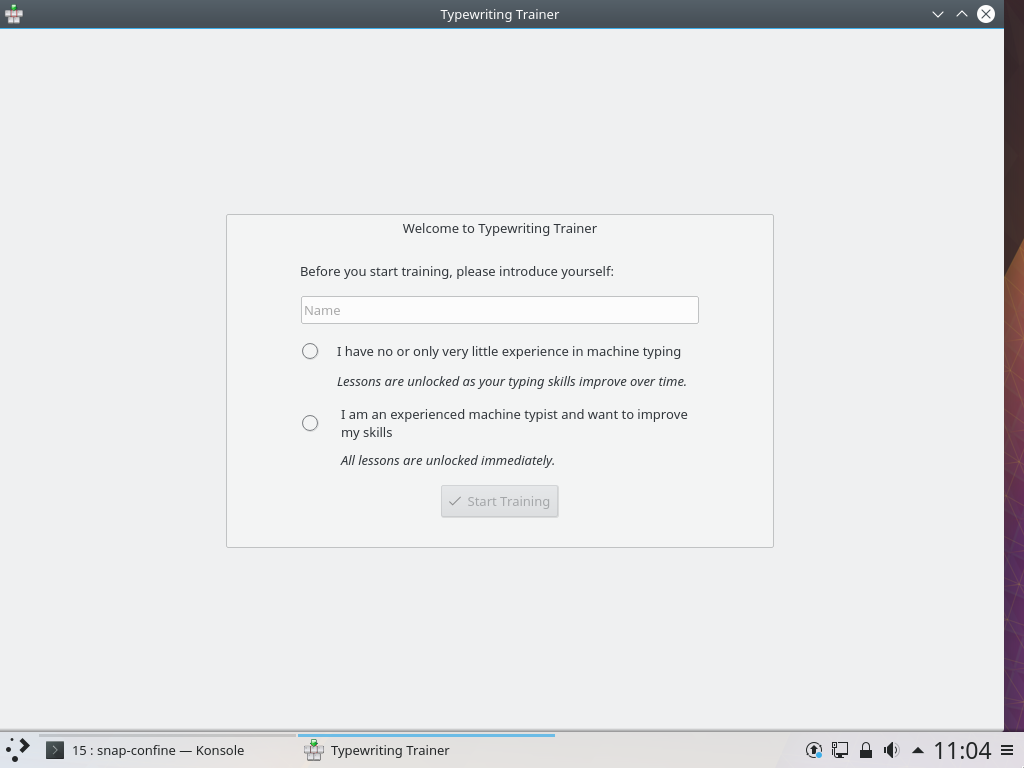 Typewriting Trainer
Welcome to Typewriting Trainer
Before you start training, please introduce yourself:
Name
I have no or only very little experience in machine typing
Lessons are unlocked as your typing skills improve over time.
I am an experienced machine typist and want to improve
my skills
All lessons are unlocked immediately.
Start Training
15 : snap-confine — Konsole
Typewriting Trainer
11:04